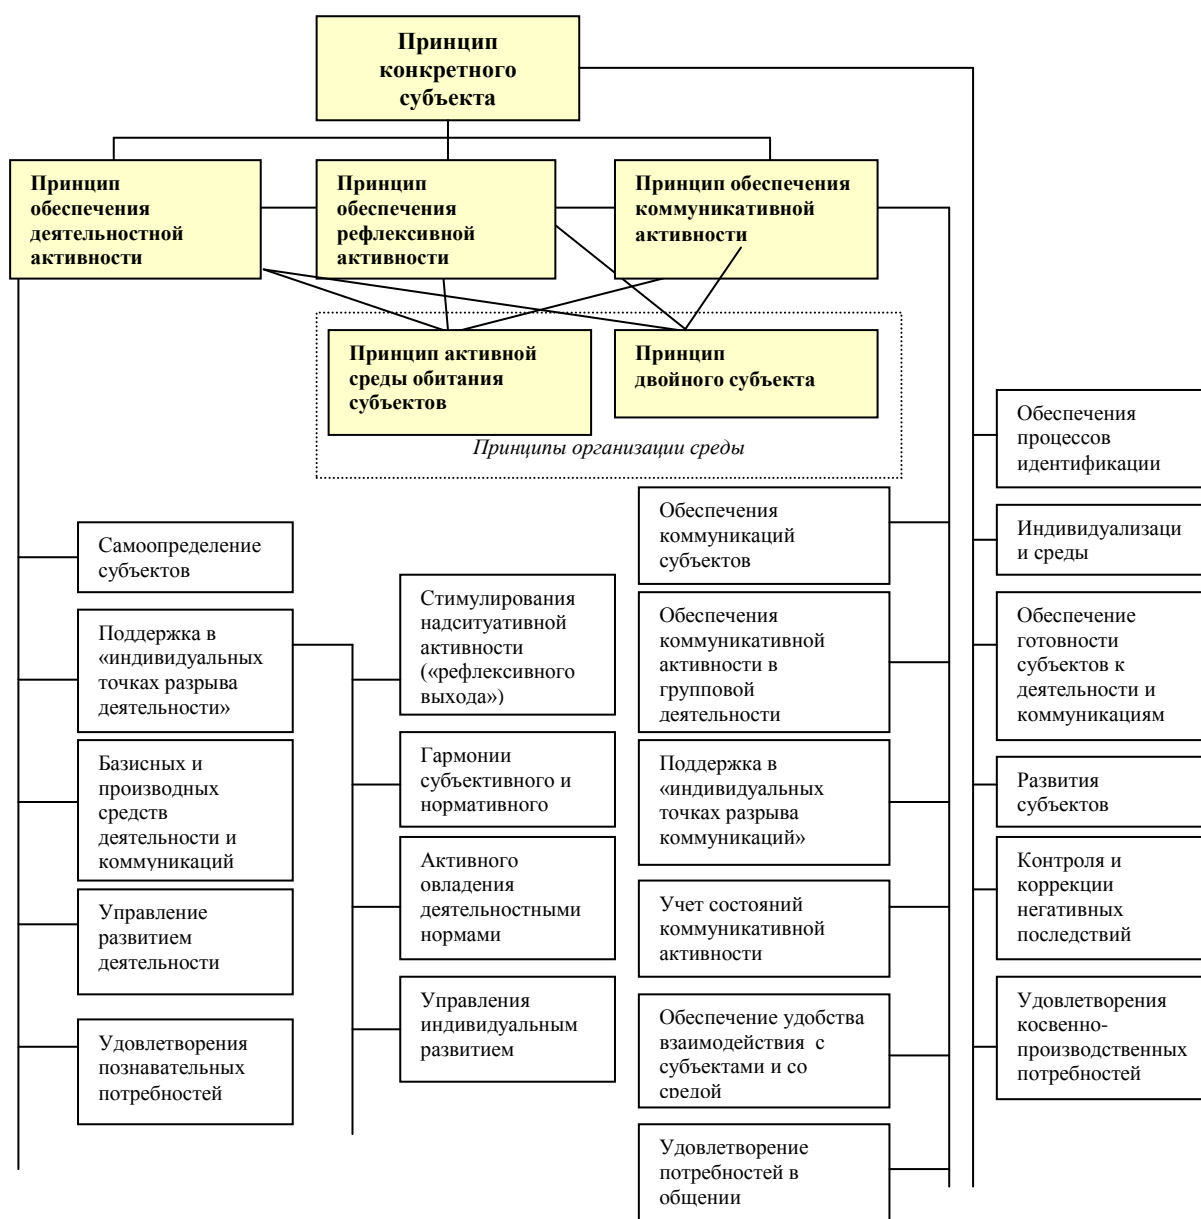 Принцип
конкретного
субъекта
Принцип
обеспечения
деятельностной
активности
Принцип
обеспечения
рефлексивной
активности
Принцип обеспечения
коммуникативной
активности
Принцип активной
среды обитания
субъектов
Принцип
двойного субъекта
Принципы организации среды
Самоопределение
субъектов
Поддержка в
«индивидуальных
точках разрыва
деятельности»
Базисных и
производных
средств
деятельности и
коммуникаций
Управление
развитием
деятельности
Удовлетворения
познавательных
потребностей
Стимулирования
надситуативной
активности
(«рефлексивного
выхода»)
Гармонии
субъективного и
нормативного
Активного
овладения
деятельностными
нормами
Управления
индивидуальным
развитием
Обеспечения
коммуникаций
субъектов
Обеспечения
коммуникативной
активности в
групповой
деятельности
Поддержка в
«индивидуальных
точках разрыва
коммуникаций»
Учет состояний
коммуникативной
активности
Обеспечение удобства
взаимодействия с
субъектами и со
средой
Удовлетворение
потребностей в
общении
Обеспечения
процессов
идентификации
Индивидуализаци
и среды
Обеспечение
готовности
субъектов к
деятельности и
коммуникациям
Развития
субъектов
Контроля и
коррекции
негативных
последствий
Удовлетворения
косвенно-
производственных
потребностей